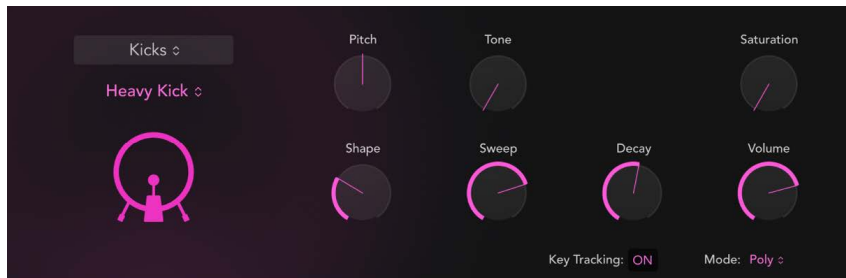 Kicks
Heavy Kick
Pitch Tone Saturation
Shape Sweep Decay Volume
Key Tracking: ON Mode: Poly